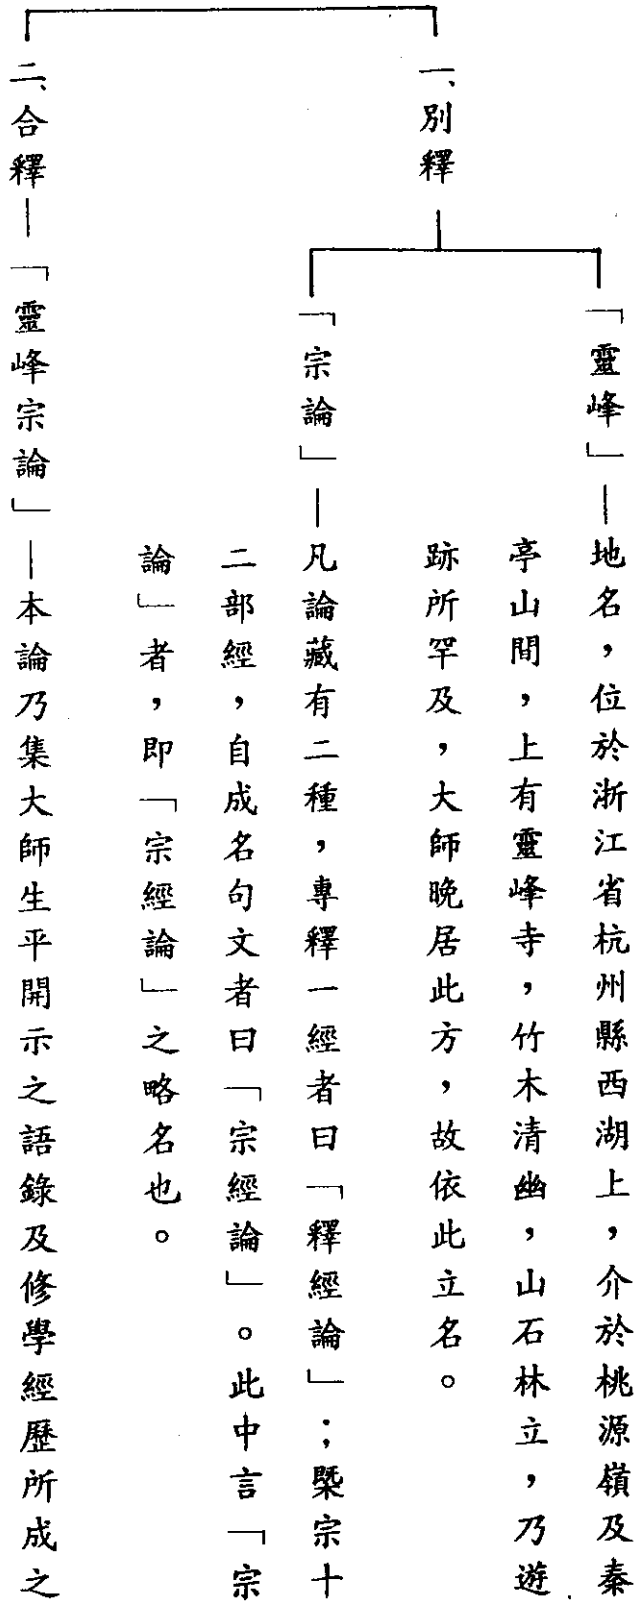 一、別釋
「靈峰」—地名，位於浙江省杭州縣西湖上，介於桃源嶺及秦
亭山間，上有靈峰寺，竹木清幽，山石林立，乃遊
跡所罕及，大師晚居此方，故依此立名。
「宗論」—凡論藏有二種，專釋一經者曰「釋經論」；槩宗十
二部經，自成名句文者曰「宗經論」。此中言「宗
論」者，即「宗經論」之略名也。
二、合釋—「靈峰宗論」—本論乃集大師生平開示之語錄及修學經歷所成之